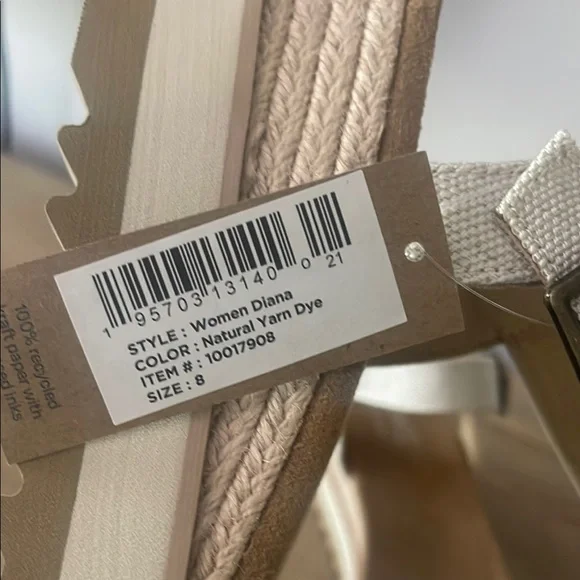 1 95703 13140 0 21
STYLE : Women Diana
COLOR : Natural Yarn Dye
ITEM # : 10017908
SIZE : 8
100% recycled
kraft paper with
inks